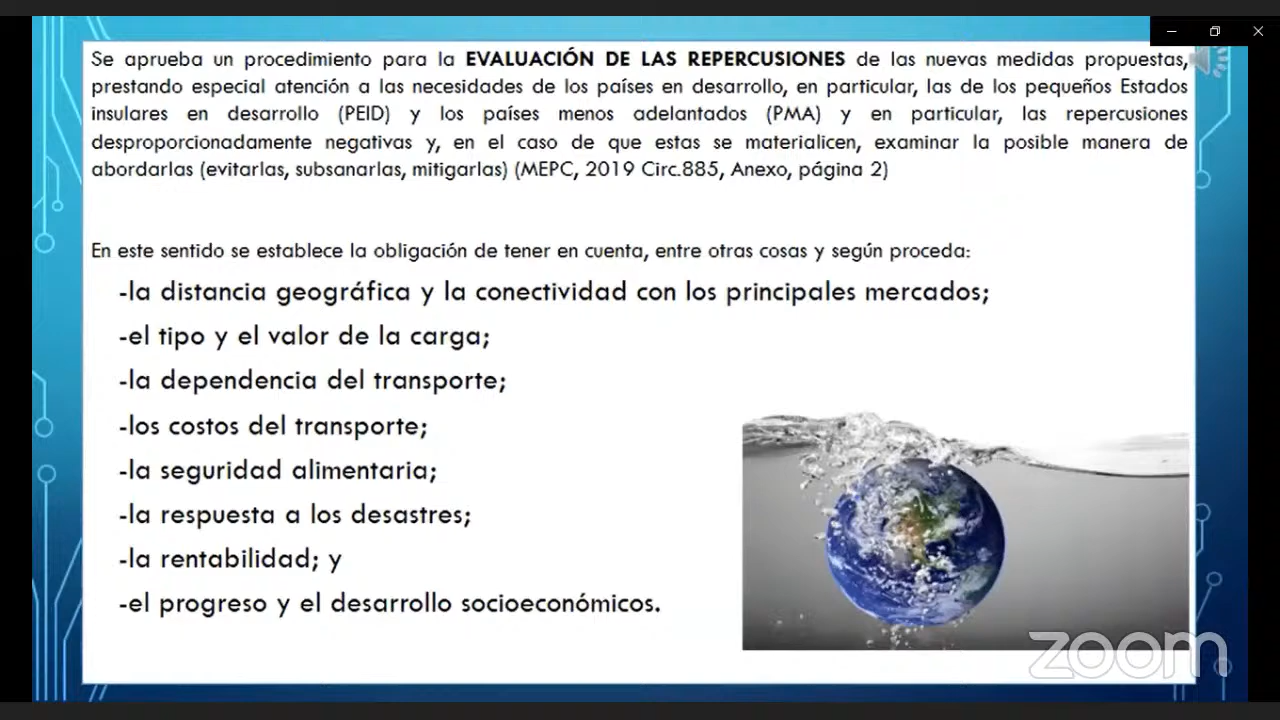 Se aprueba un procedimiento para la EVALUACIÓN DE LAS REPERCUSIONES de las nuevas medidas propuestas,
prestando especial atención a las necesidades de los países en desarrollo, en particular, las de los pequeños Estados
insulares en desarrollo (PEID) y los países menos adelantados (PMA) y en particular, las repercusiones
desproporcionadamente negativas y, en el caso de que estas se materialicen, examinar la posible manera de
abordarlas (evitarlas, subsanarlas, mitigarlas) (MEPC, 2019 Circ.885, Anexo, página 2)
En este sentido se establece la obligación de tener en cuenta, entre otras cosas y según proceda:
-la distancia geográfica y la conectividad con los principales mercados;
-el tipo y el valor de la carga;
-la dependencia del transporte;
-los costos del transporte;
-la seguridad alimentaria;
-la respuesta a los desastres;
-la rentabilidad; y
-el progreso y el desarrollo socioeconómicos.
zoom